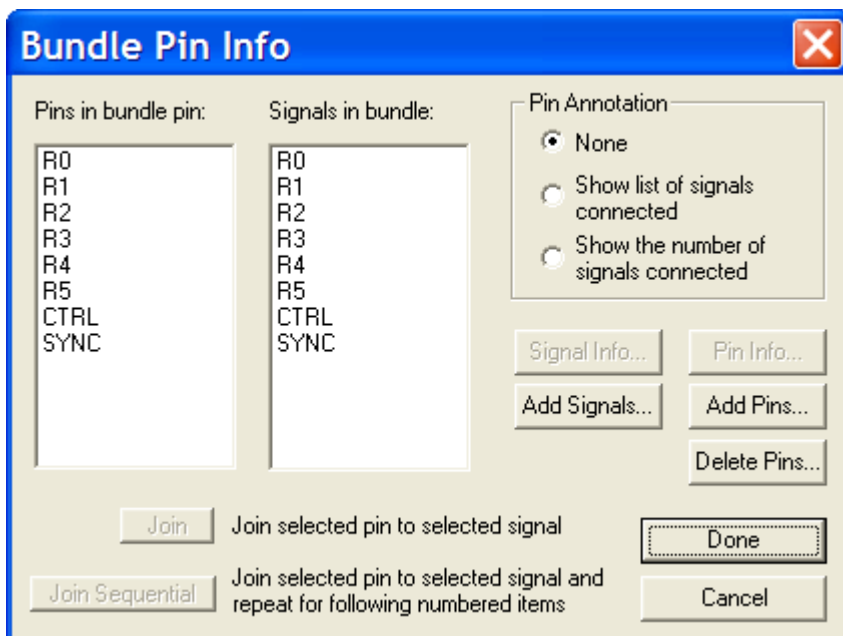 Bundle Pin Info
Pins in bundle pin:
R0
R1
R2
R3
R4
R5
CTRL
SYNC
Signals in bundle:
R0
R1
R2
R3
R4
R5
CTRL
SYNC
Pin Annotation
None
Show list of signals
connected
Show the number of
signals connected
Signal Info...
Pin Info...
Add Signals...
Add Pins...
Delete Pins...
Join
Join selected pin to selected signal
Done
Join Sequential
Join selected pin to selected signal and
repeat for following numbered items
Cancel